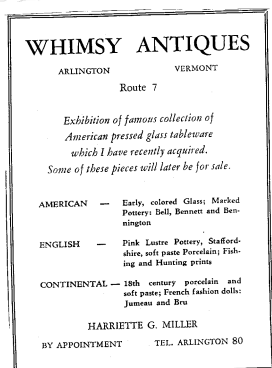 WHIMSY ANTIQUES
ARLINGTON VERMONT
Route 7
Exhibition of famous collection of
American pressed glass tableware
which I have recently acquired.
Some of these pieces will later be for sale.
AMERICAN — Early, colored Glass; Marked
Pottery: Bell, Bennett and Ben-
nington
ENGLISH — Pink Lustre Pottery, Stafford-
shire, soft paste Porcelain; Fish-
ing and Hunting prints
CONTINENTAL — 18th century porcelain and
soft paste; French fashion dolls:
Jumeau and Bru
HARRIETTE G. MILLER
BY APPOINTMENT TEL. ARLINGTON 80